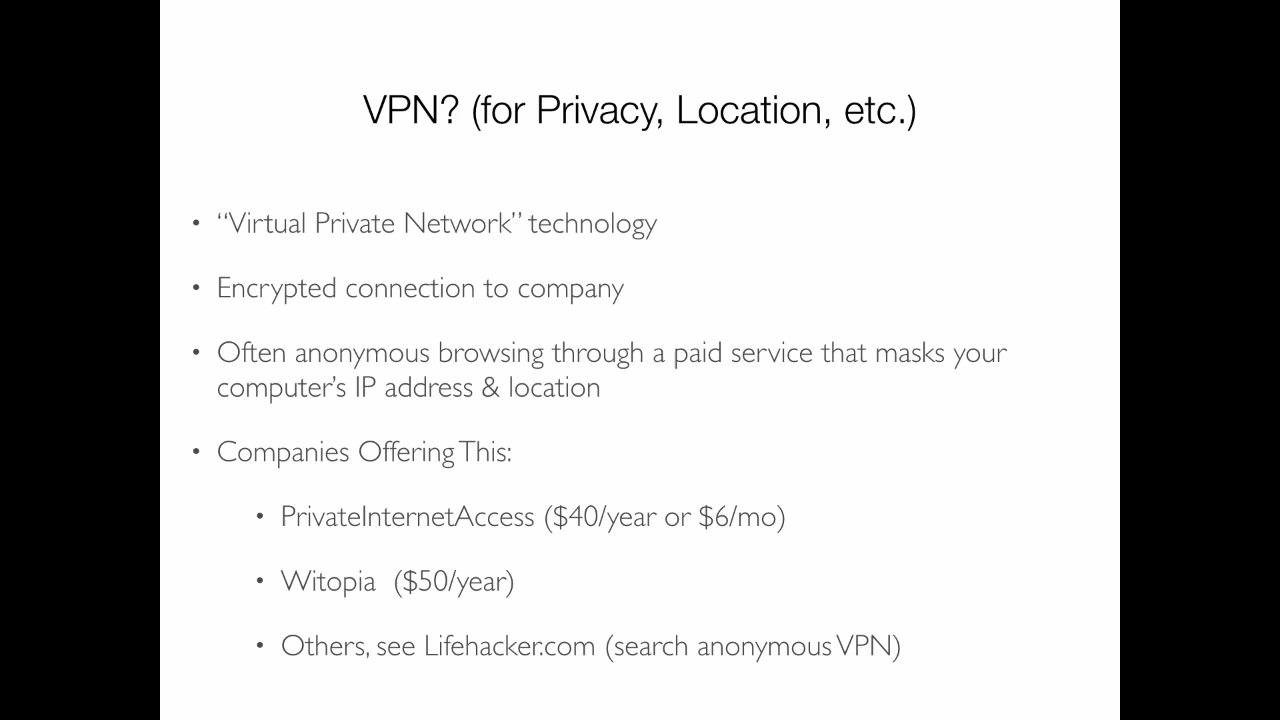 VPN? (for Privacy, Location, etc.)
• “Virtual Private Network” technology
• Encrypted connection to company
• Often anonymous browsing through a paid service that masks your
computer’s IP address & location
• Companies Offering This:
• PrivateInternetAccess ($40/year or $6/mo)
• Witopia ($50/year)
• Others, see Lifehacker.com (search anonymous VPN)